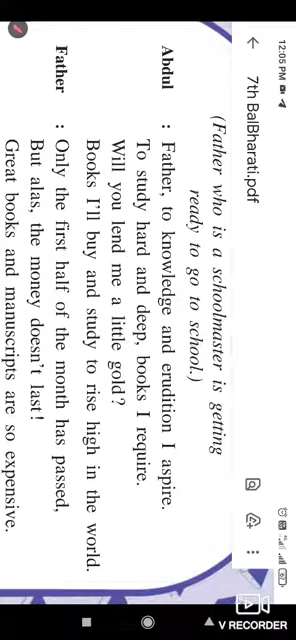 12:05 PM
7th BalBharati.pdf
(Father who is a schoolmaster is getting
ready to go to school.)
Abdul : Father, to knowledge and erudition I aspire.
To study hard and deep, books I require.
Will you lend me a little gold?
Books I'll buy and study to rise high in the world.
Father : Only the first half of the month has passed,
But alas, the money doesn't last!
Great books and manuscripts are so expensive.
V RECORDER